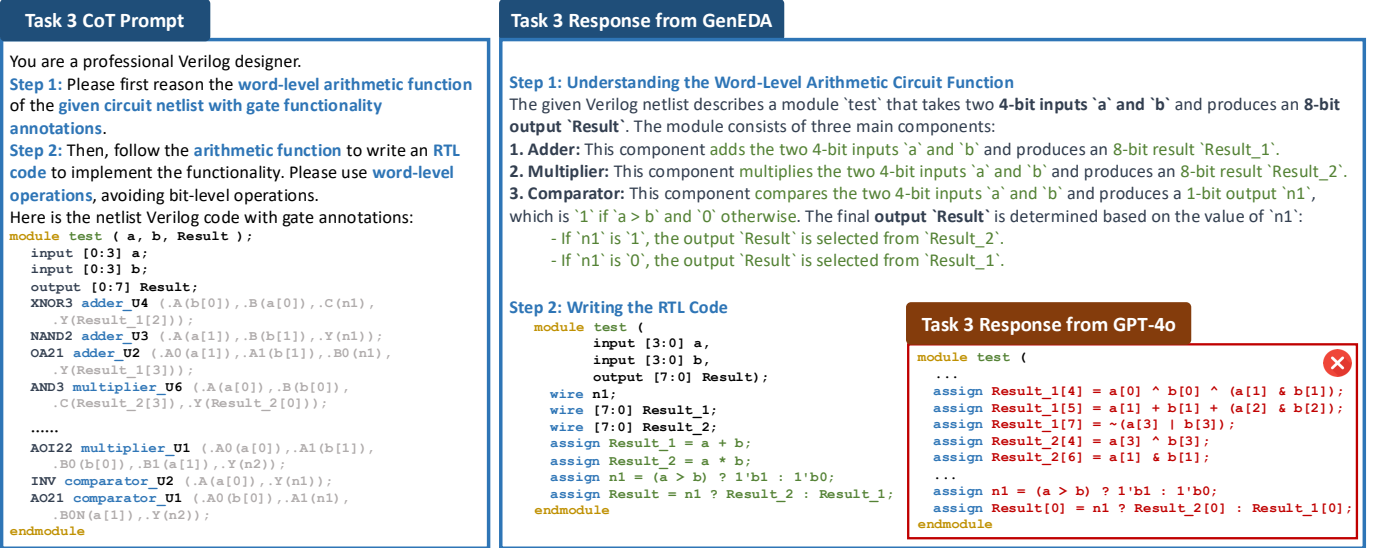 Task 3 CoT Prompt
You are a professional Verilog designer.
Step 1: Please first reason the word-level arithmetic function
of the given circuit netlist with gate functionality
annotations.
Step 2: Then, follow the arithmetic function to write an RTL
code to implement the functionality. Please use word-level
operations, avoiding bit-level operations.
Here is the netlist Verilog code with gate annotations:
module test ( a, b, Result );
input [0:3] a;
input [0:3] b;
output [0:7] Result;
XNOR3 adder_U4 (.A(b[0]),.B(a[0]),.C(n1),
.Y(Result_1[2]));
NAND2 adder_U3 (.A(a[1]),.B(b[1]),.Y(n1));
OA21 adder_U2 (.A0(a[1]),.A1(b[1]),.B0(n1),
.Y(Result_1[3]));
AND3 multiplier_U6 (.A(a[0]),.B(b[0]),
.C(Result_2[3]),.Y(Result_2[0]));
……
AOI22 multiplier_U1 (.A0(a[0]),.A1(b[1]),
.B0(b[0]),.B1(a[1]),.Y(n2));
INV comparator_U2 (.A(a[0]),.Y(n1));
AO21 comparator_U1 (.A0(b[0]),.A1(n1),
.B0N(a[1]),.Y(n2));
endmodule
Task 3 Response from GenEDA
Step 1: Understanding the Word-Level Arithmetic Circuit Function
The given Verilog netlist describes a module `test` that takes two 4-bit inputs `a` and `b` and produces an 8-bit
output `Result`. The module consists of three main components:
1. Adder: This component adds the two 4-bit inputs `a` and `b` and produces an 8-bit result `Result_1`.
2. Multiplier: This component multiplies the two 4-bit inputs `a` and `b` and produces an 8-bit result `Result_2`.
3. Comparator: This component compares the two 4-bit inputs `a` and `b` and produces a 1-bit output `n1`,
which is `1` if `a > b` and `0` otherwise. The final output `Result` is determined based on the value of `n1`:
- If `n1` is `1`, the output `Result` is selected from `Result_2`.
- If `n1` is `0`, the output `Result` is selected from `Result_1`.
Step 2: Writing the RTL Code
module test (
input [3:0] a,
input [3:0] b,
output [7:0] Result);
wire n1;
wire [7:0] Result_1;
wire [7:0] Result_2;
assign Result_1 = a + b;
assign Result_2 = a * b;
assign n1 = (a > b) ? 1'b1 : 1'b0;
assign Result = n1 ? Result_2 : Result_1;
endmodule
Task 3 Response from GPT-4o
module test (
...
assign Result_1[4] = a[0] ^ b[0] ^ (a[1] & b[1]);
assign Result_1[5] = a[1] + b[1] + (a[2] & b[2]);
assign Result_1[7] = ~(a[3] | b[3]);
assign Result_2[4] = a[3] ^ b[3];
assign Result_2[6] = a[1] & b[1];
...
assign n1 = (a > b) ? 1'b1 : 1'b0;
assign Result[0] = n1 ? Result_2[0] : Result_1[0];
endmodule